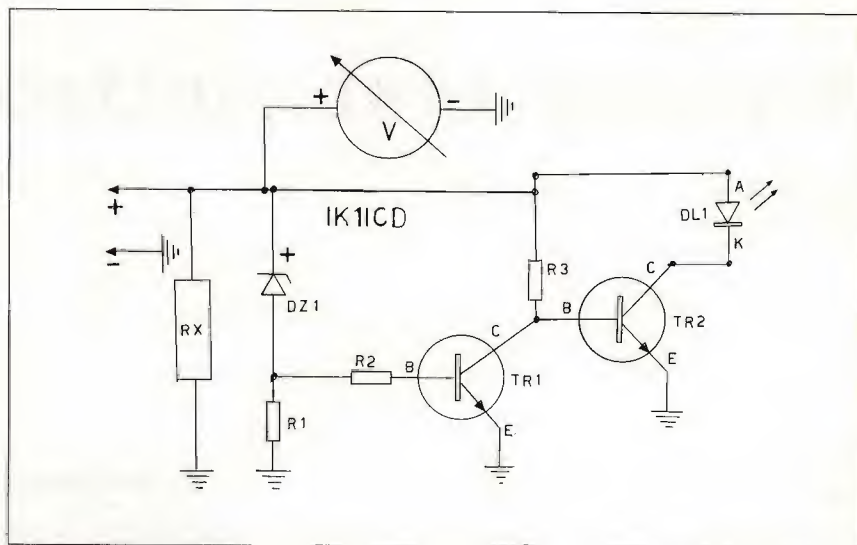 + -
V
+
IK1ICD
A
DL1
K
-
+
R3
C
RX
DZ1
B
TR2
C
E
R2
B
TR1
R1
E